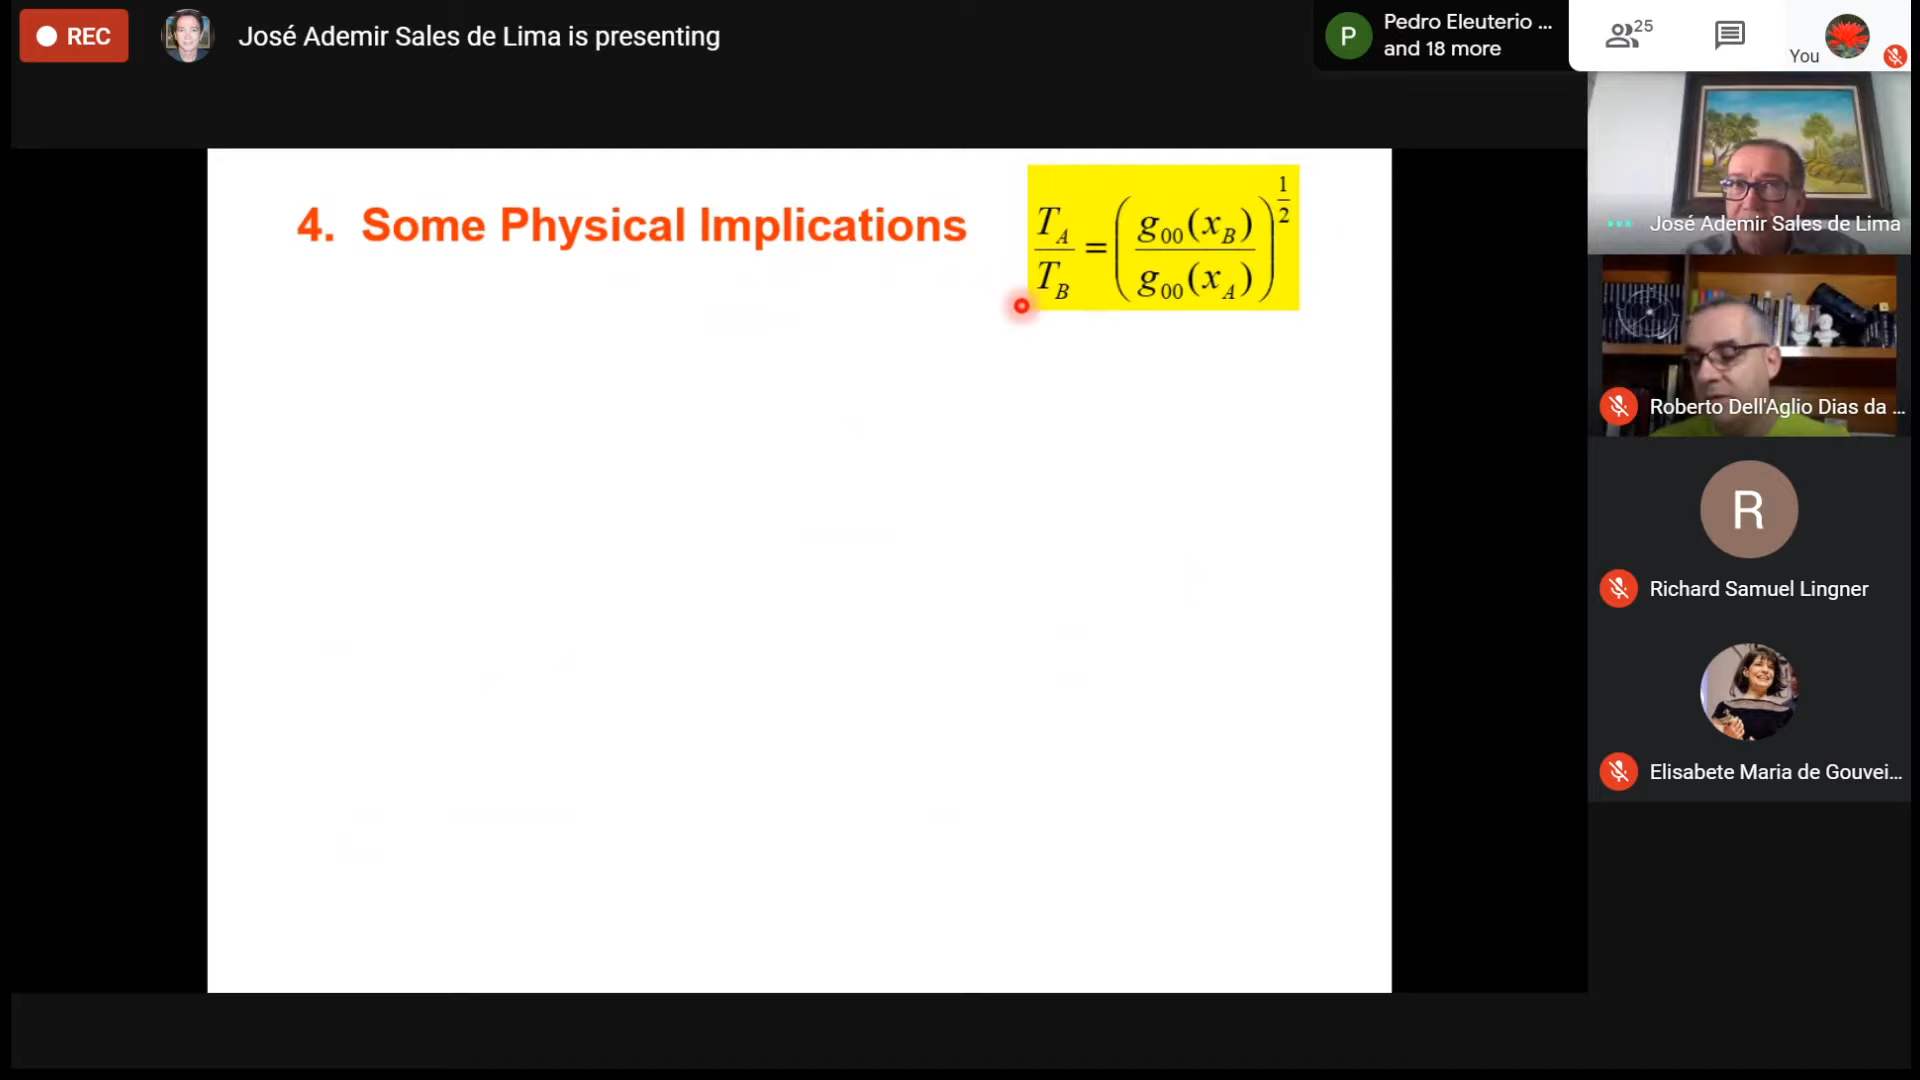 REC
José Ademir Sales de Lima is presenting
P
Pedro Eleuterio ...
and 18 more
25
You
4. Some Physical Implications
T_A / T_B = ( g_00(x_B) / g_00(x_A) )^(1/2)
José Ademir Sales de Lima
Roberto Dell'Aglio Dias da ...
R
Richard Samuel Lingner
Elisabete Maria de Gouvei...